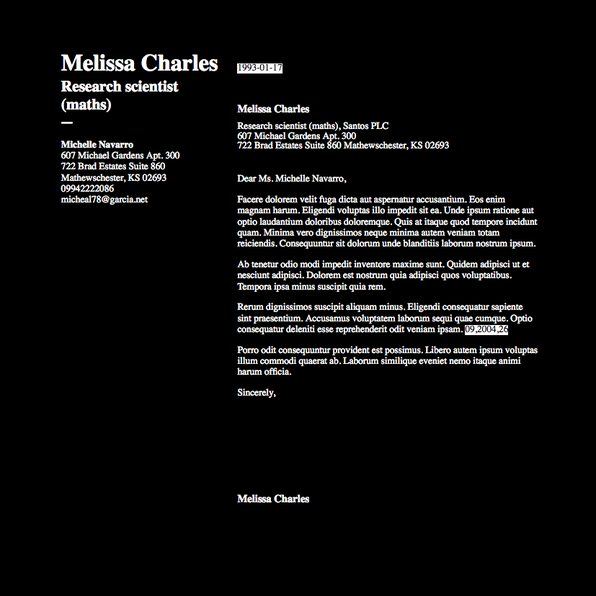 Melissa Charles
Research scientist
(maths)
Michelle Navarro
607 Michael Gardens Apt. 300
722 Brad Estates Suite 860
Mathewschester, KS 02693
09942222086
micheal78@garcia.net
1993-01-17
Melissa Charles
Research scientist (maths), Santos PLC
607 Michael Gardens Apt. 300
722 Brad Estates Suite 860 Mathewschester, KS 02693
Dear Ms. Michelle Navarro,
Facere dolorem velit fuga dicta aut aspernatur accusantium. Eos enim
magnam harum. Eligendi voluptas illo impedit sit ea. Unde ipsum ratione aut
optio laudantium doloribus doloremque. Quis at itaque quod tempore incidunt
quam. Minima vero dignissimos neque minima autem veniam totam
reiciendis. Consequuntur sit dolorum unde blanditiis laborum nostrum ipsum.
Ab tenetur odio modi impedit inventore maxime sunt. Quidem adipisci ut et
nesciunt adipisci. Dolorem est nostrum quia adipisci quos voluptatibus.
Tempora ipsa minus suscipit quia rem.
Rerum dignissimos suscipit aliquam minus. Eligendi consequatur sapiente
sint praesentium. Accusamus voluptatem laborum sequi quae cumque. Optio
consequatur deleniti esse reprehenderit odit veniam ipsam. 09,2004,26
Porro odit consequuntur provident est possimus. Libero autem ipsum voluptas
illum commodi quaerat ab. Laborum similique eveniet nemo itaque animi
harum officia.
Sincerely,
Melissa Charles